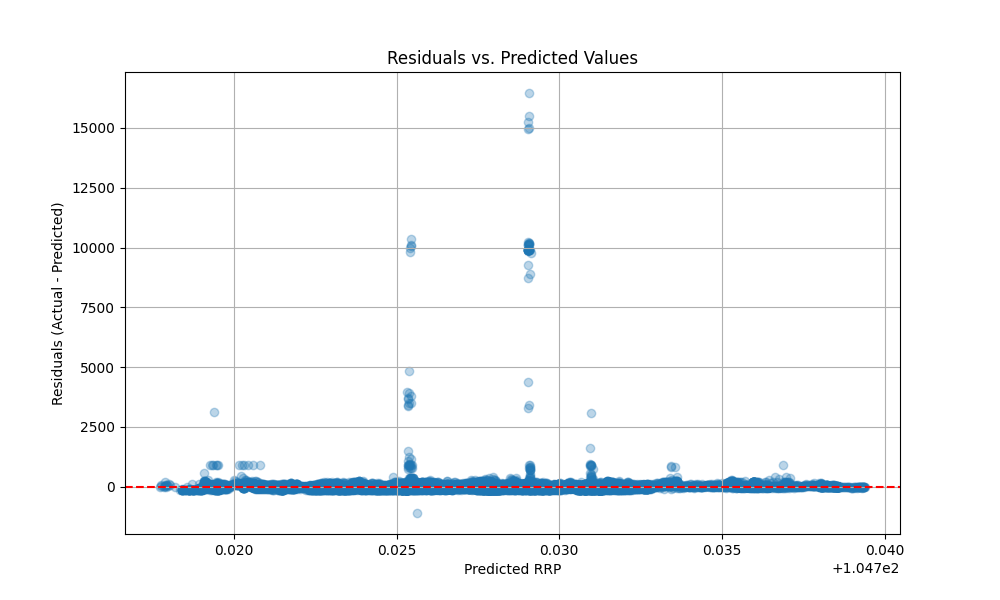 Residuals vs. Predicted Values
Residuals (Actual - Predicted)
15000
12500
10000
7500
5000
2500
0
0.020 0.025 0.030 0.035 0.040
Predicted RRP
+1.047e2